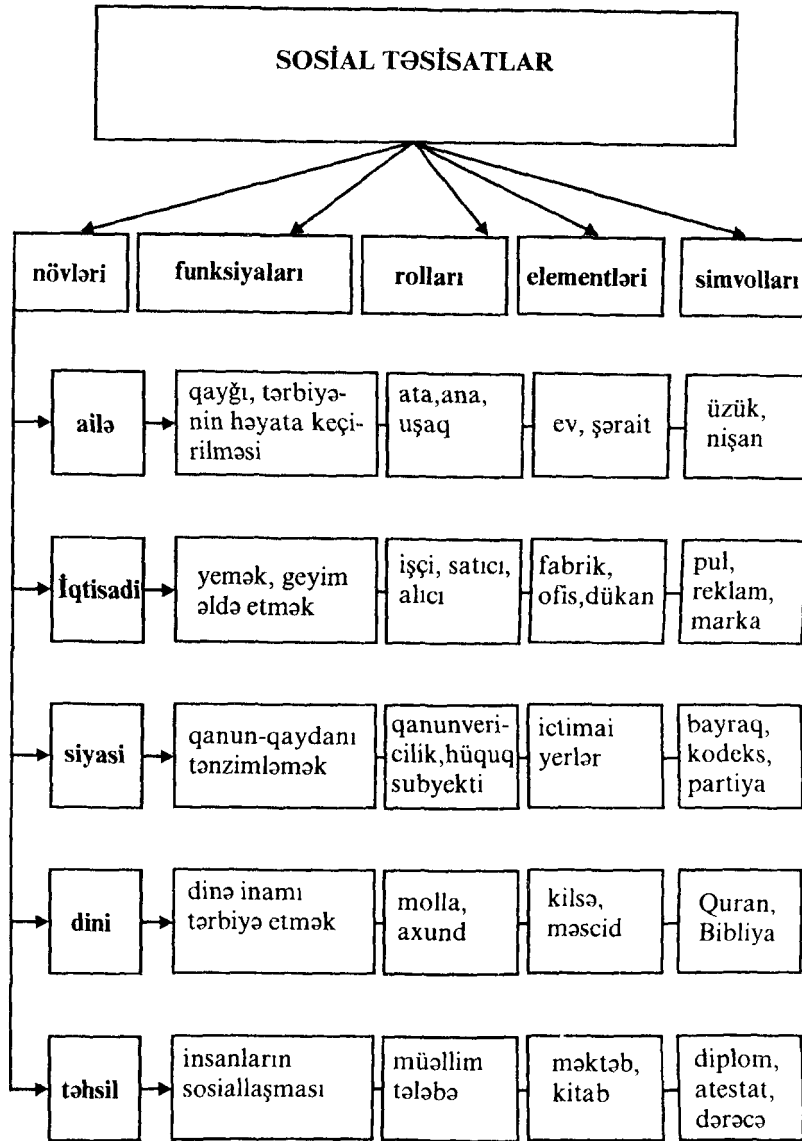 SOSİAL TƏSİSATLAR
növləri
funksiyaları
rolları
elementləri
simvolları
ailə
qayğı, tərbiyə-
nin həyata keçi-
rilməsi
ata,ana,
uşaq
ev, şərait
üzük,
nişan
İqtisadi
yemək, geyim
əldə etmək
işçi, satıcı,
alıcı
fabrik,
ofis,dükan
pul,
reklam,
marka
siyasi
qanun-qaydanı
tənzimləmək
qanunveri-
cilik,hüquq
subyekti
ictimai
yerlər
bayraq,
kodeks,
partiya
dini
dinə inamı
tərbiyə etmək
molla,
axund
kilsə,
məscid
Quran,
Bibliya
təhsil
insanların
sosiallaşması
müəllim
tələbə
məktəb,
kitab
diplom,
atestat,
dərəcə